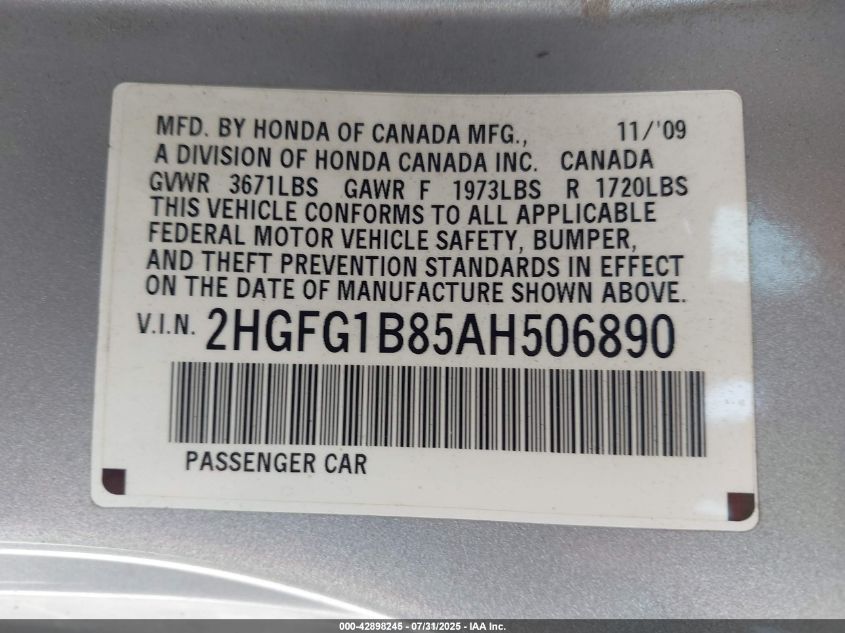 MFD. BY HONDA OF CANADA MFG., 11/'09
A DIVISION OF HONDA CANADA INC. CANADA
GVWR 3671LBS GAWR F 1973LBS R 1720LBS
THIS VEHICLE CONFORMS TO ALL APPLICABLE
FEDERAL MOTOR VEHICLE SAFETY, BUMPER,
AND THEFT PREVENTION STANDARDS IN EFFECT
ON THE DATE OF MANUFACTURE SHOWN ABOVE.
V.I.N. 2HGFG1B85AH506890
PASSENGER CAR
000-42898245 - 07/31/2025 - IAA Inc.